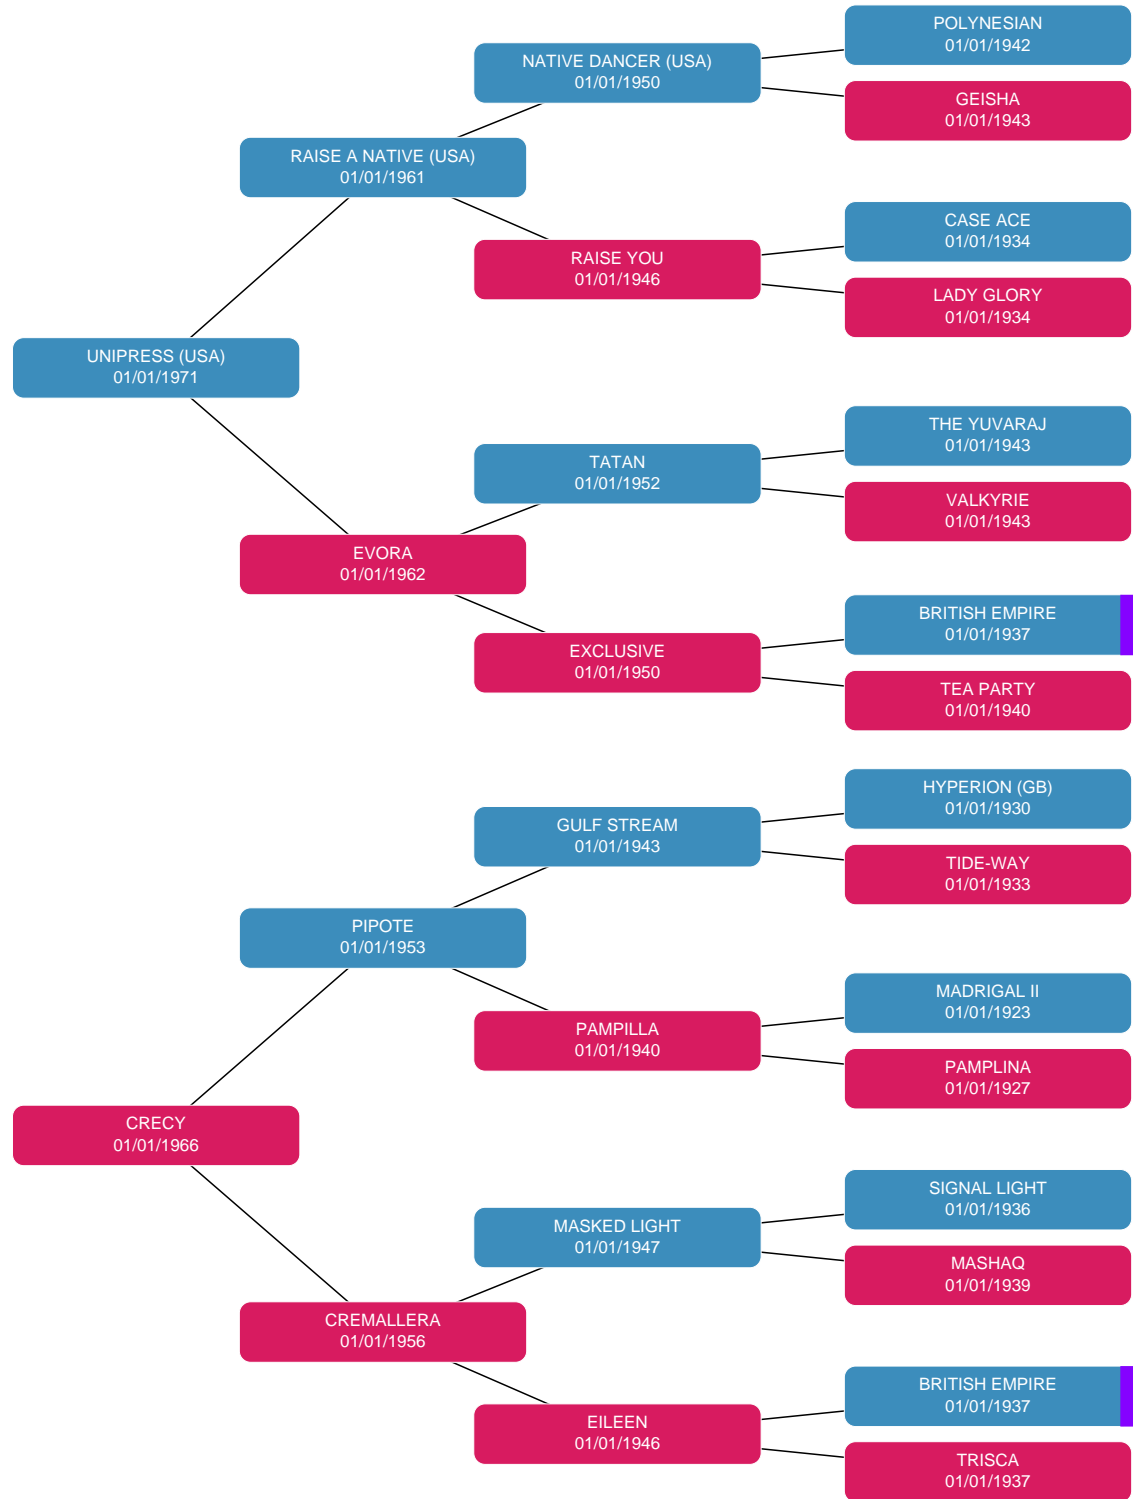 POLYNESIAN
01/01/1942
NATIVE DANCER (USA)
01/01/1950
GEISHA
01/01/1943
RAISE A NATIVE (USA)
01/01/1961
CASE ACE
01/01/1934
RAISE YOU
01/01/1946
LADY GLORY
01/01/1934
UNIPRESS (USA)
01/01/1971
THE YUVARAJ
01/01/1943
TATAN
01/01/1952
VALKYRIE
01/01/1943
EVORA
01/01/1962
BRITISH EMPIRE
01/01/1937
EXCLUSIVE
01/01/1950
TEA PARTY
01/01/1940
HYPERION (GB)
01/01/1930
GULF STREAM
01/01/1943
TIDE-WAY
01/01/1933
PIPOTE
01/01/1953
MADRIGAL II
01/01/1923
PAMPILLA
01/01/1940
PAMPLINA
01/01/1927
CRECY
01/01/1966
SIGNAL LIGHT
01/01/1936
MASKED LIGHT
01/01/1947
MASHAQ
01/01/1939
CREMALLERA
01/01/1956
BRITISH EMPIRE
01/01/1937
EILEEN
01/01/1946
TRISCA
01/01/1937